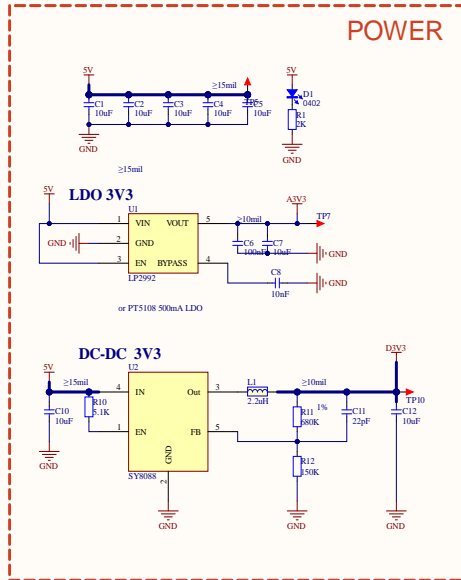 POWER
5V
5V
≥15mil
TP5
C1
10uF
C2
10uF
C3
10uF
C4
10uF
C5
10uF
D1
0402
R1
2K
GND
GND
≥15mil
5V
LDO 3V3
A3V3
U1
1 VIN VOUT 5
≥10mil
TP7
GND
2 GND
C6
100nF
C7
10uF
GND
3 EN BYPASS 4
LP2992
C8
10nF
GND
or PT5108 500mA LDO
DC-DC 3V3
D3V3
5V
≥15mil
U2
4 IN Out 3
L1
2.2uH
≥10mil
TP10
C10
10uF
R10
5.1K
R11
680K
1%
C11
22pF
C12
10uF
1 EN FB 5
GND
2
R12
150K
SY8088
GND
GND
GND
GND